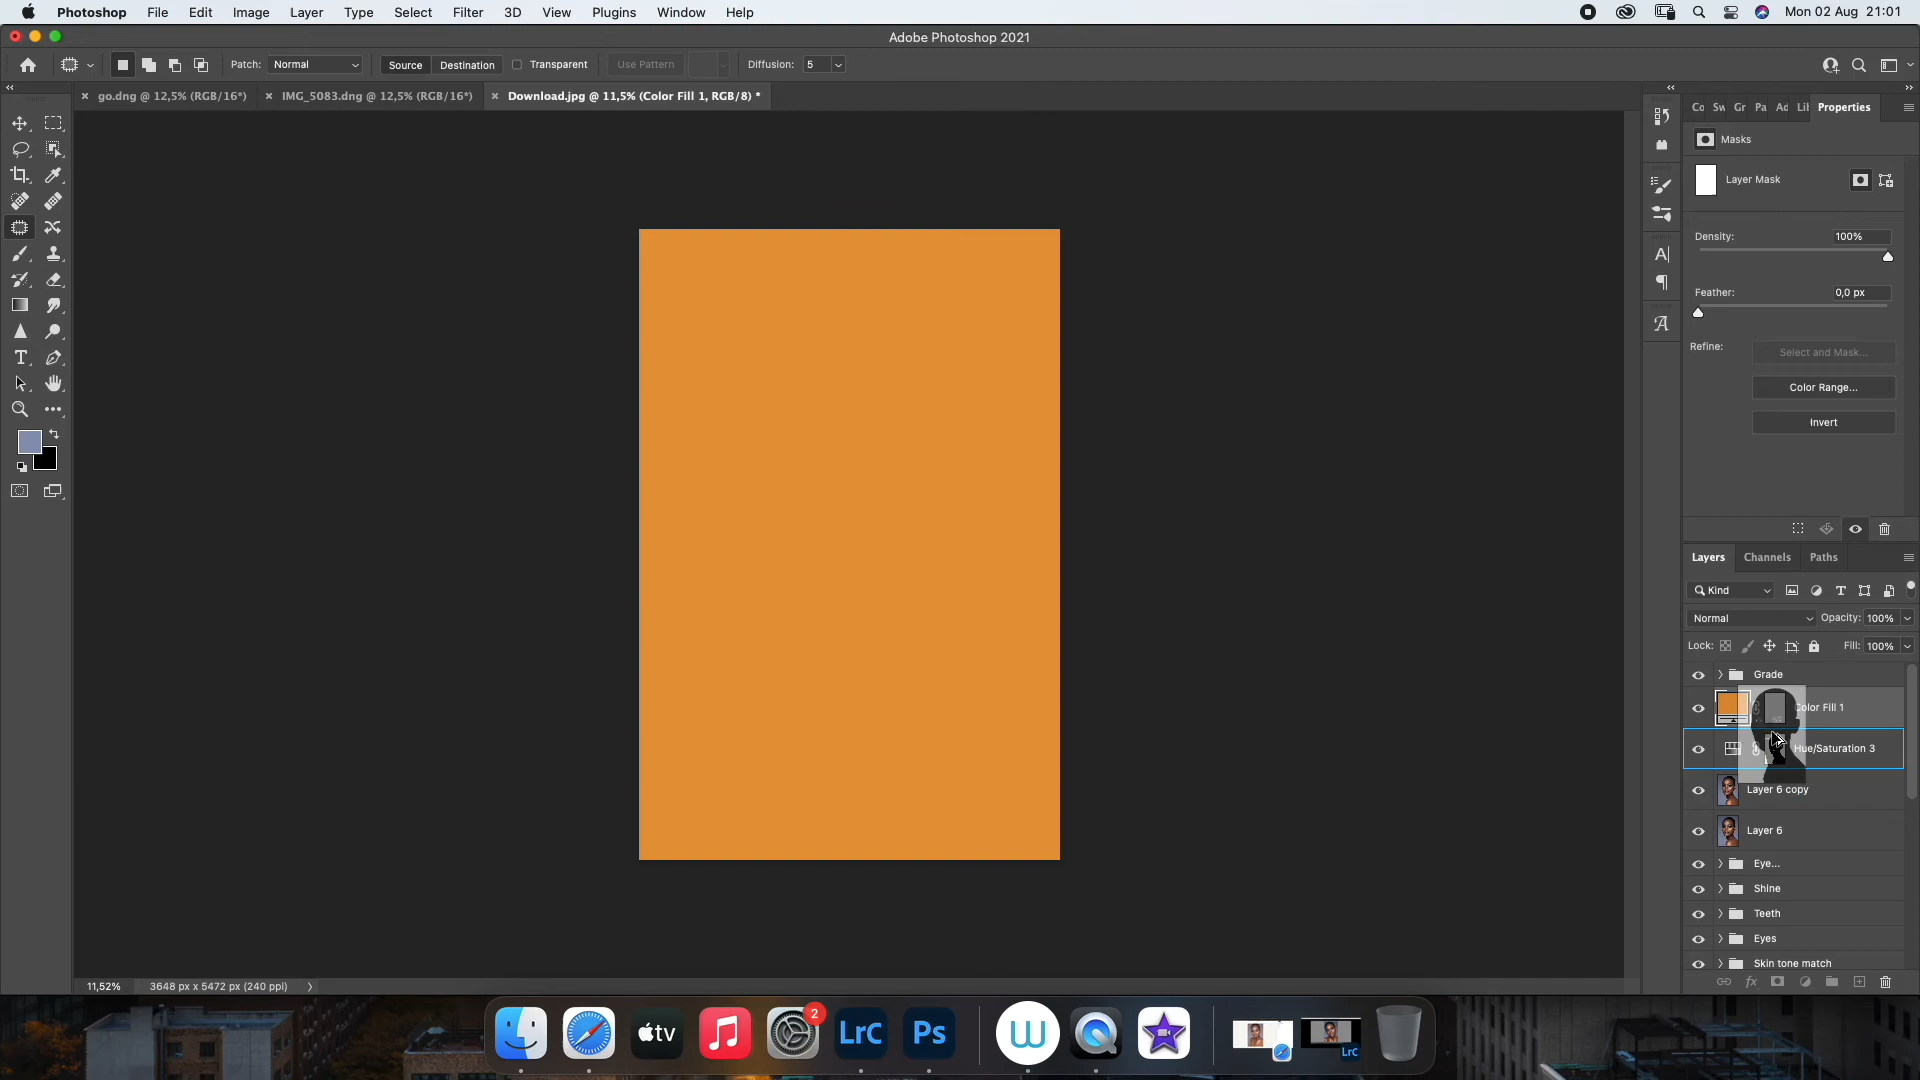 Photoshop File Edit Image Layer Type Select Filter 3D View Plugins Window Help Mon 02 Aug 21:01
Adobe Photoshop 2021
Patch: Normal Source Destination Transparent Use Pattern Diffusion: 5
go.dng @ 12,5% (RGB/16*) IMG_5083.dng @ 12,5% (RGB/16*) Download.jpg @ 11,5% (Color Fill 1, RGB/8) *
Co Sw Gr Pa Ad Lib Properties
Masks
Layer Mask
Density: 100%
Feather: 0,0 px
Refine: Select and Mask...
Color Range...
Invert
Layers Channels Paths
Kind
Normal Opacity: 100%
Lock: Fill: 100%
Grade
Color Fill 1
Hue/Saturation 3
Layer 6 copy
Layer 6
Eye...
Shine
Teeth
Eyes
Skin tone match
11,52% 3648 px x 5472 px (240 ppi)
tv 2 LrC Ps LrC